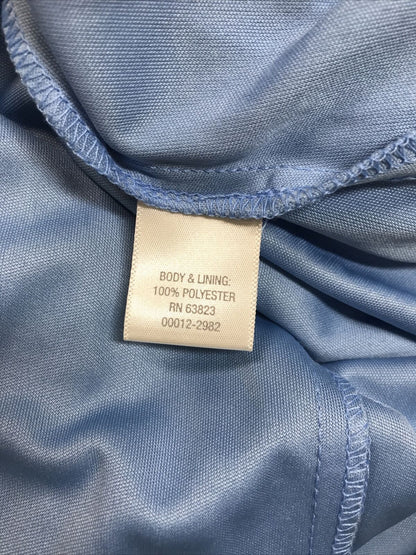 BODY & LINING:
100% POLYESTER
RN 63823
00012-2982